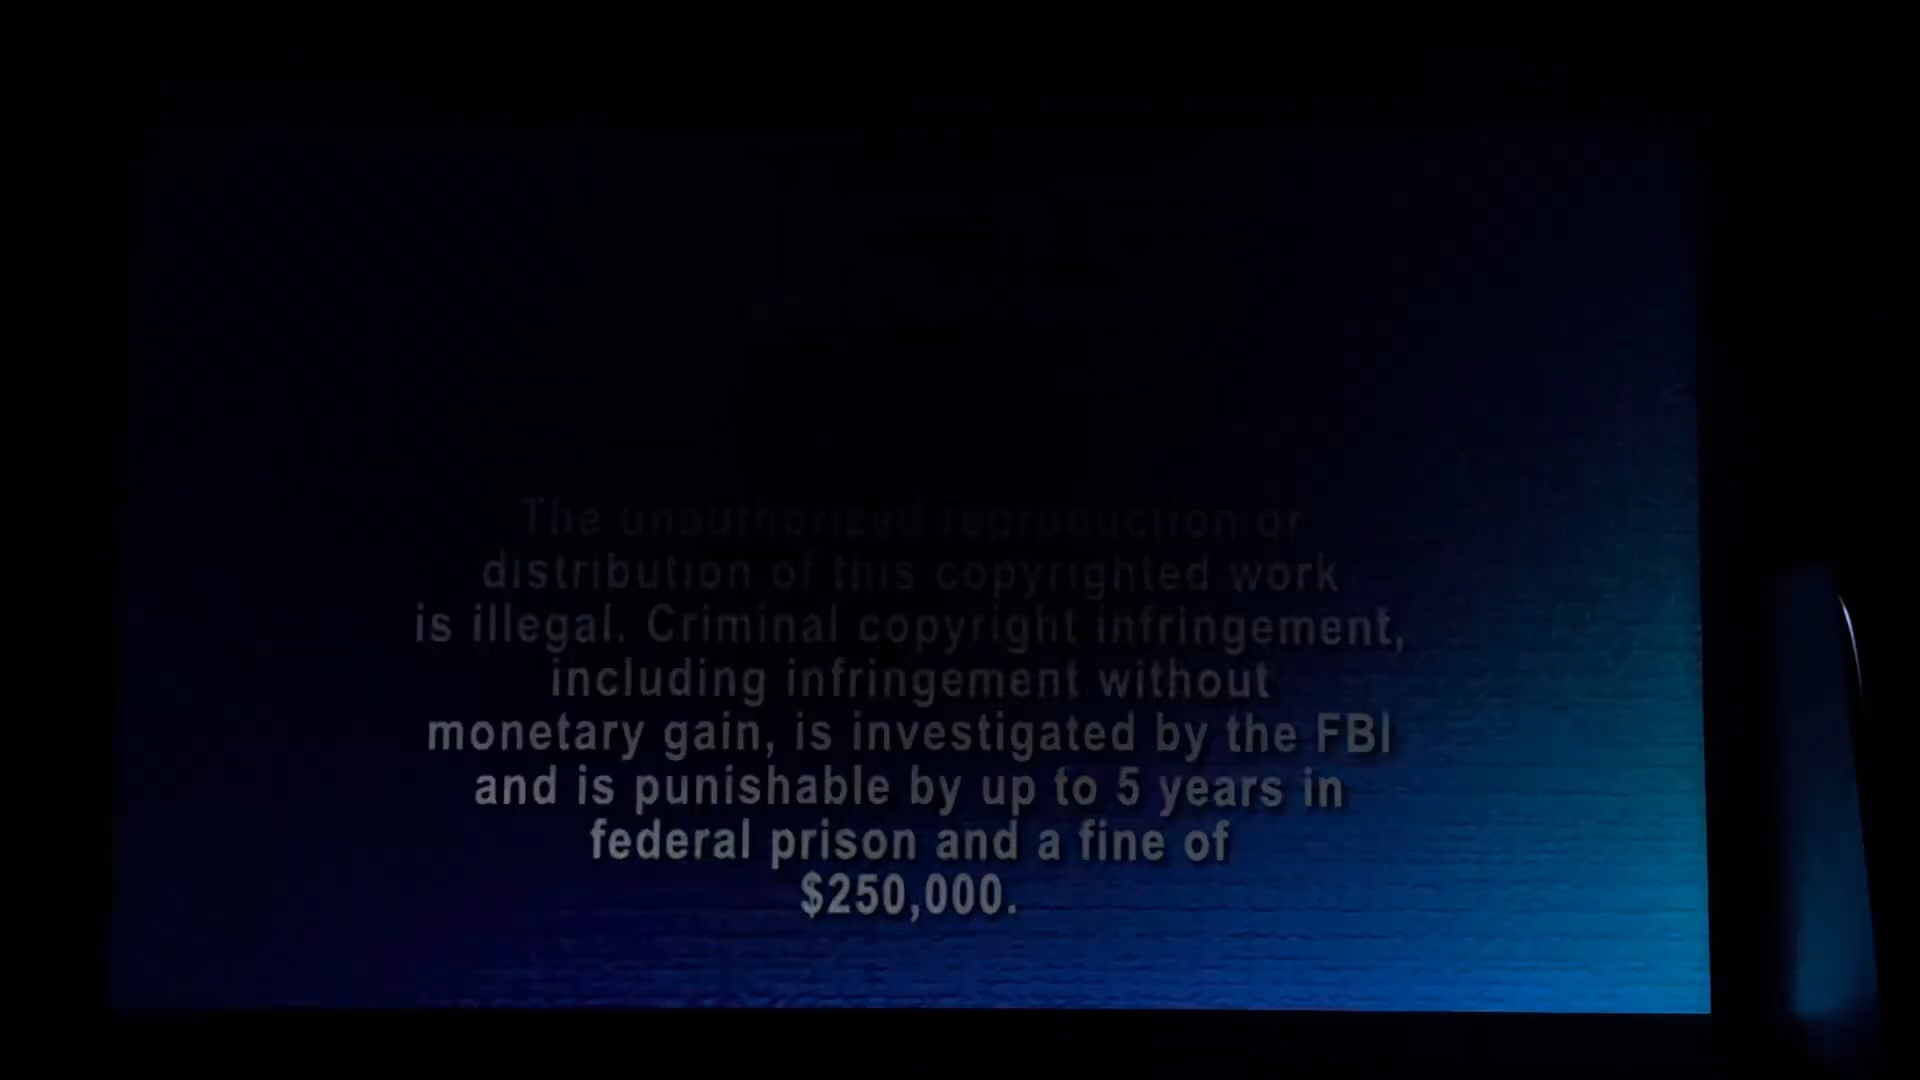 The unauthorized reproduction or
distribution of this copyrighted work
is illegal. Criminal copyright infringement,
including infringement without
monetary gain, is investigated by the FBI
and is punishable by up to 5 years in
federal prison and a fine of
$250,000.